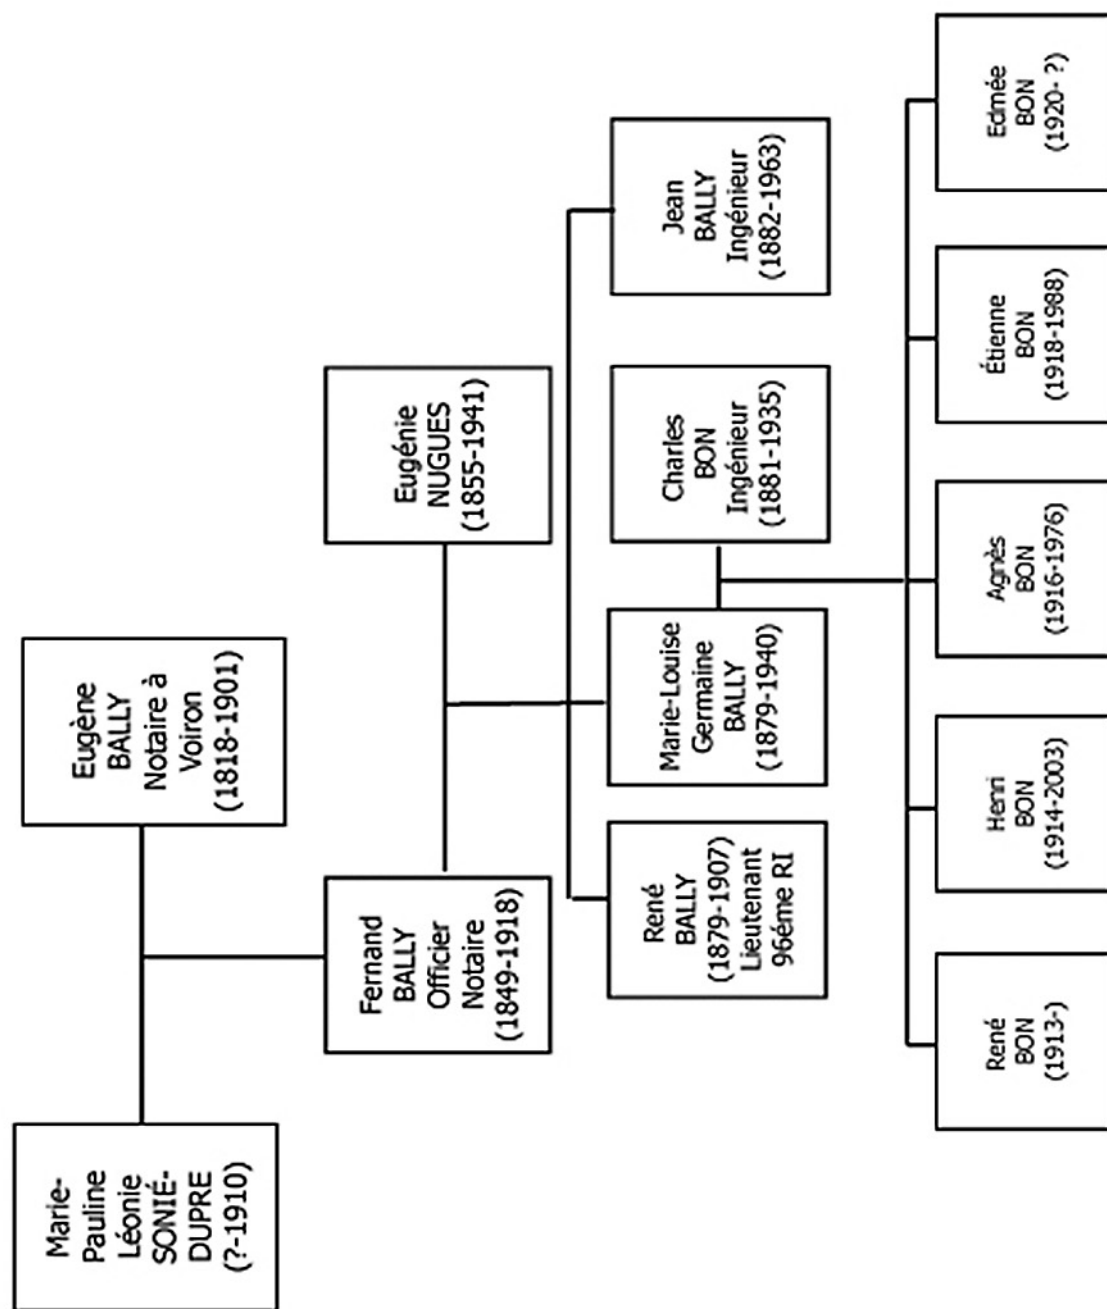 Marie-
Pauline
Léonie
SONIÉ-
DUPRE
(?-1910)
Eugène
BALLY
Notaire à
Voiron
(1818-1901)
Fernand
BALLY
Officier
Notaire
(1849-1918)
Eugénie
NUGUES
(1855-1941)
René
BALLY
(1879-1907)
Lieutenant
96éme RI
Marie-Louise
Germaine
BALLY
(1879-1940)
Charles
BON
Ingénieur
(1881-1935)
Jean
BALLY
Ingénieur
(1882-1963)
René
BON
(1913-)
Henri
BON
(1914-2003)
Agnès
BON
(1916-1976)
Étienne
BON
(1918-1988)
Edmée
BON
(1920- ?)